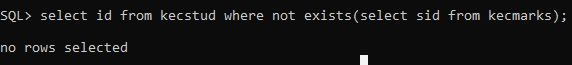 SQL> select id from kecstud where not exists(select sid from kecmarks);
no rows selected